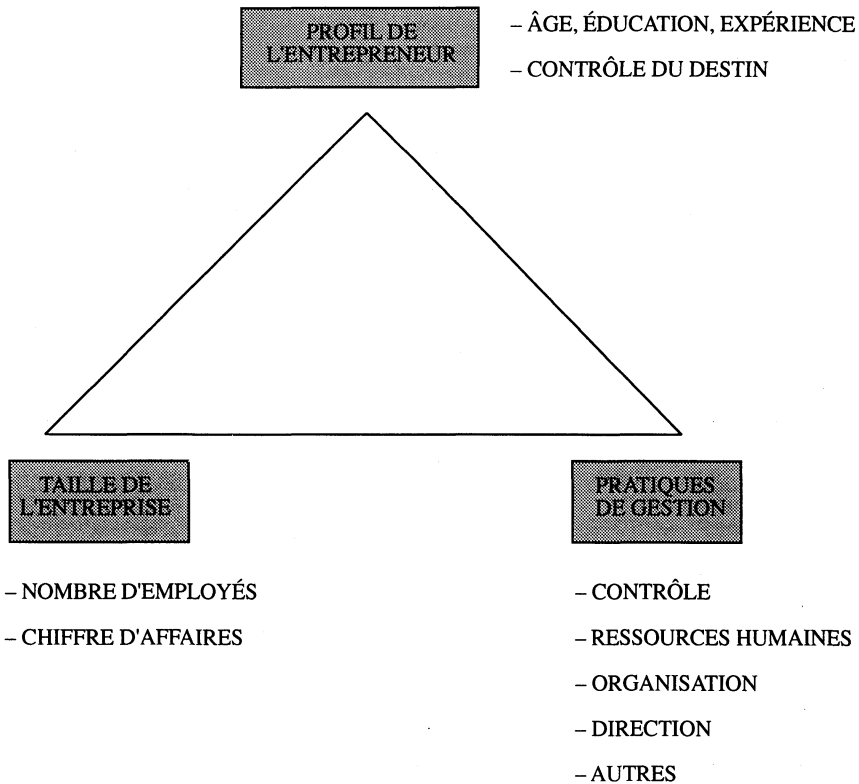 PROFIL DE
L'ENTREPRENEUR
– ÂGE, ÉDUCATION, EXPÉRIENCE
– CONTRÔLE DU DESTIN
TAILLE DE
L'ENTREPRISE
– NOMBRE D'EMPLOYÉS
– CHIFFRE D'AFFAIRES
PRATIQUES
DE GESTION
– CONTRÔLE
– RESSOURCES HUMAINES
– ORGANISATION
– DIRECTION
– AUTRES